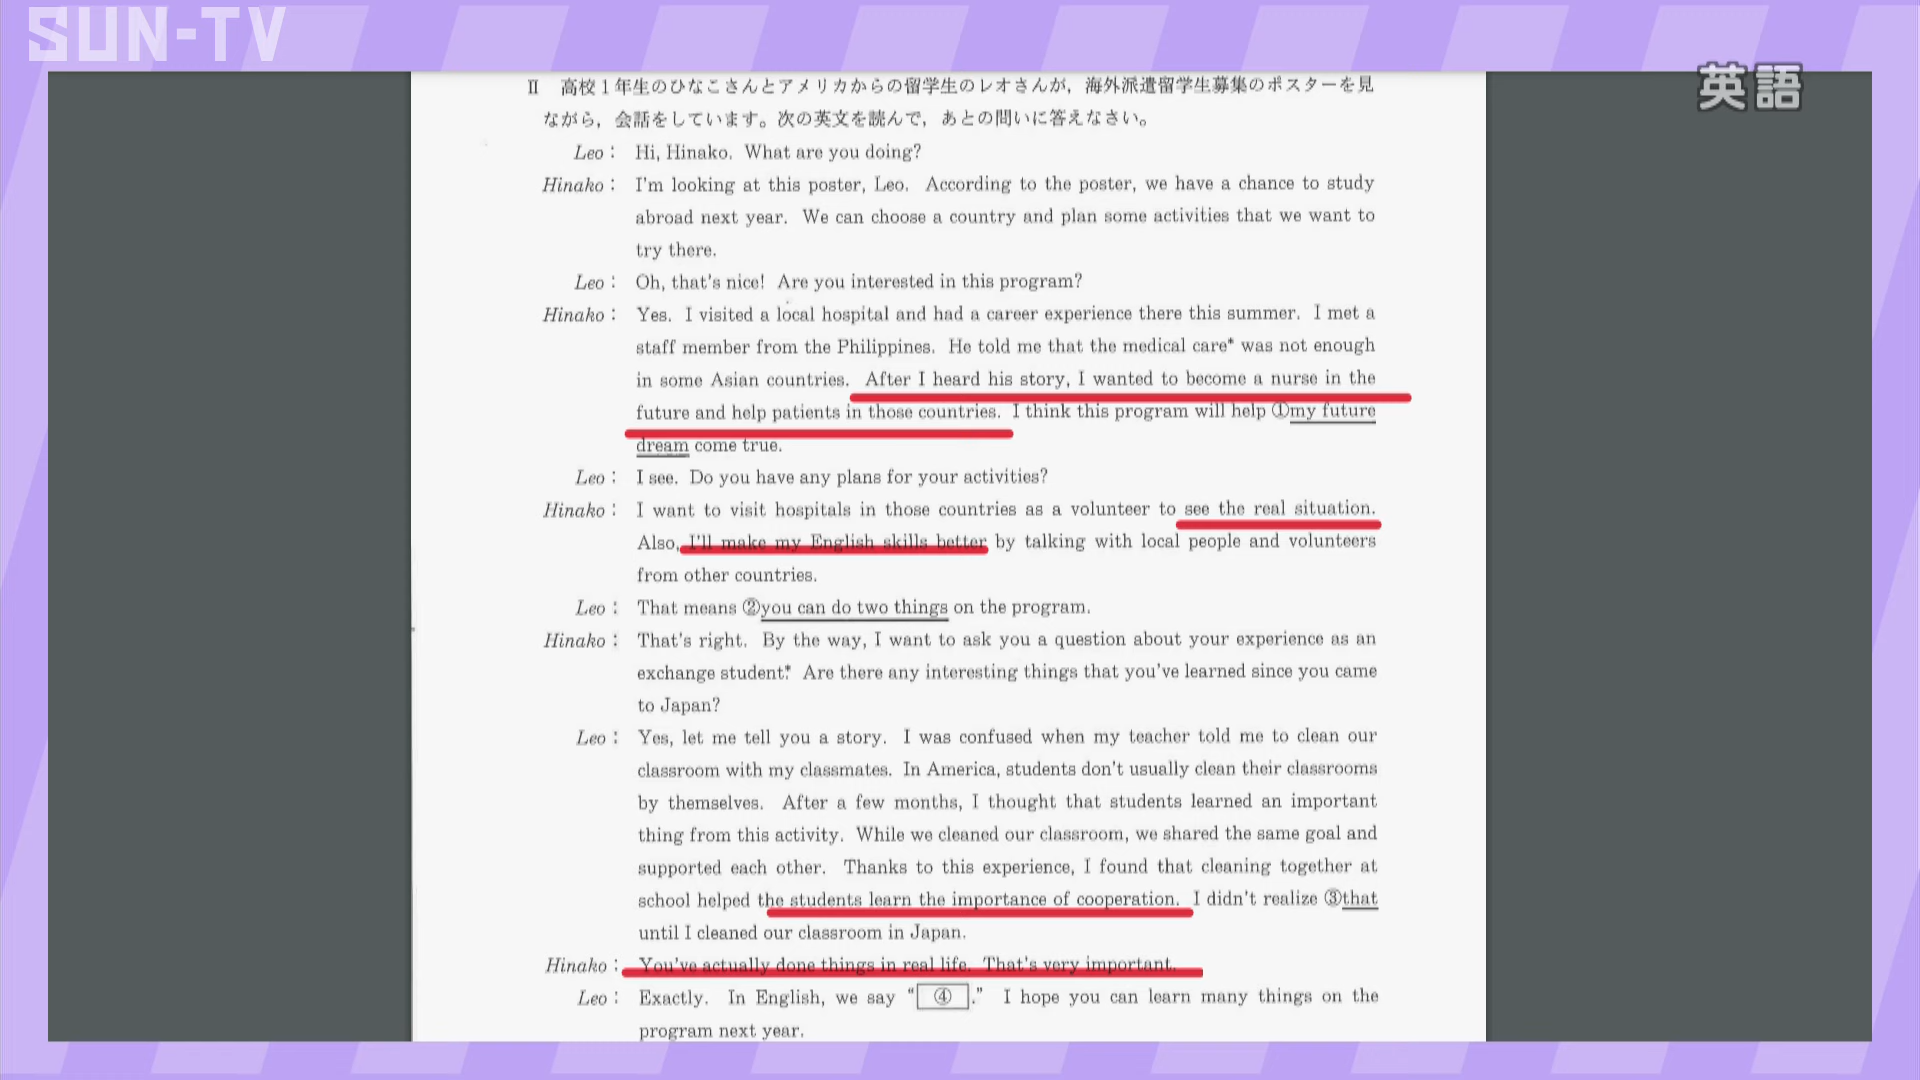 SUN-TV
英語
Ⅱ 高校1年生のひなこさんとアメリカからの留学生のレオさんが，海外派遣留学生募集のポスターを見
ながら，会話をしています。次の英文を読んで，あとの問いに答えなさい。
Leo： Hi, Hinako. What are you doing?
Hinako： I'm looking at this poster, Leo. According to the poster, we have a chance to study
abroad next year. We can choose a country and plan some activities that we want to
try there.
Leo： Oh, that's nice! Are you interested in this program?
Hinako： Yes. I visited a local hospital and had a career experience there this summer. I met a
staff member from the Philippines. He told me that the medical care* was not enough
in some Asian countries. After I heard his story, I wanted to become a nurse in the
future and help patients in those countries. I think this program will help ①my future
dream come true.
Leo： I see. Do you have any plans for your activities?
Hinako： I want to visit hospitals in those countries as a volunteer to see the real situation.
Also, I'll make my English skills better by talking with local people and volunteers
from other countries.
Leo： That means ②you can do two things on the program.
Hinako： That's right. By the way, I want to ask you a question about your experience as an
exchange student*. Are there any interesting things that you've learned since you came
to Japan?
Leo： Yes, let me tell you a story. I was confused when my teacher told me to clean our
classroom with my classmates. In America, students don't usually clean their classrooms
by themselves. After a few months, I thought that students learned an important
thing from this activity. While we cleaned our classroom, we shared the same goal and
supported each other. Thanks to this experience, I found that cleaning together at
school helped the students learn the importance of cooperation. I didn't realize ③that
until I cleaned our classroom in Japan.
Hinako： You've actually done things in real life. That's very important.
Leo： Exactly. In English, we say “ ④ .” I hope you can learn many things on the
program next year.